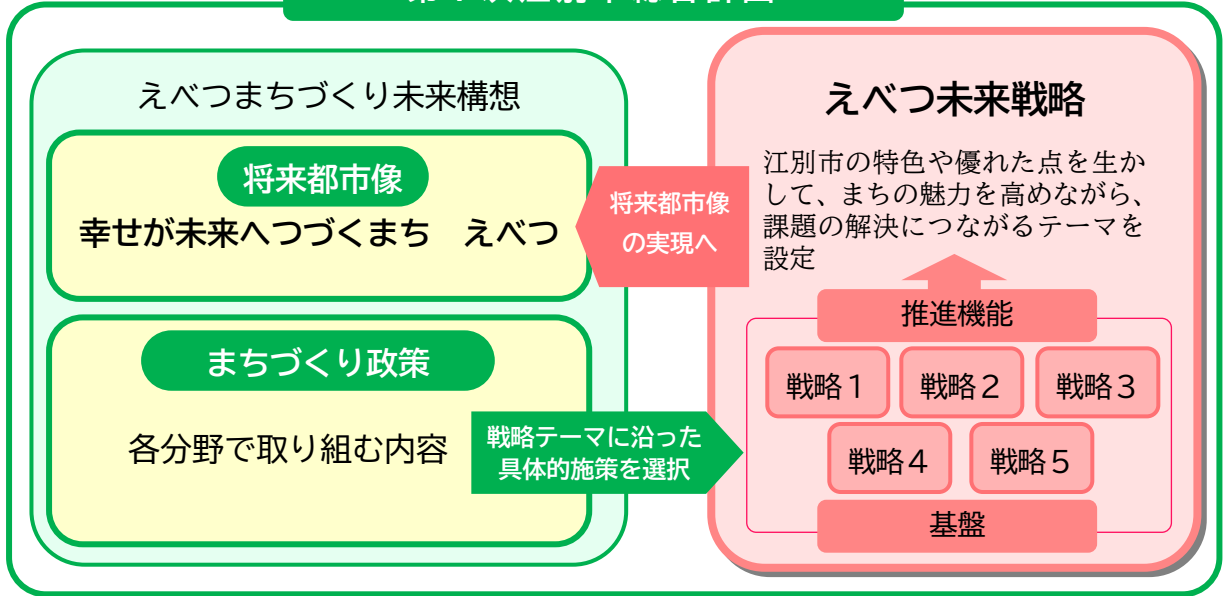 えべつまちづくり未来構想
将来都市像
幸せが未来へつづくまち　えべつ
まちづくり政策
各分野で取り組む内容
将来都市像
の実現へ
戦略テーマに沿った
具体的施策を選択
えべつ未来戦略
江別市の特色や優れた点を生か
して、まちの魅力を高めながら、
課題の解決につながるテーマを
設定
推進機能
戦略１
戦略２
戦略３
戦略４
戦略５
基盤